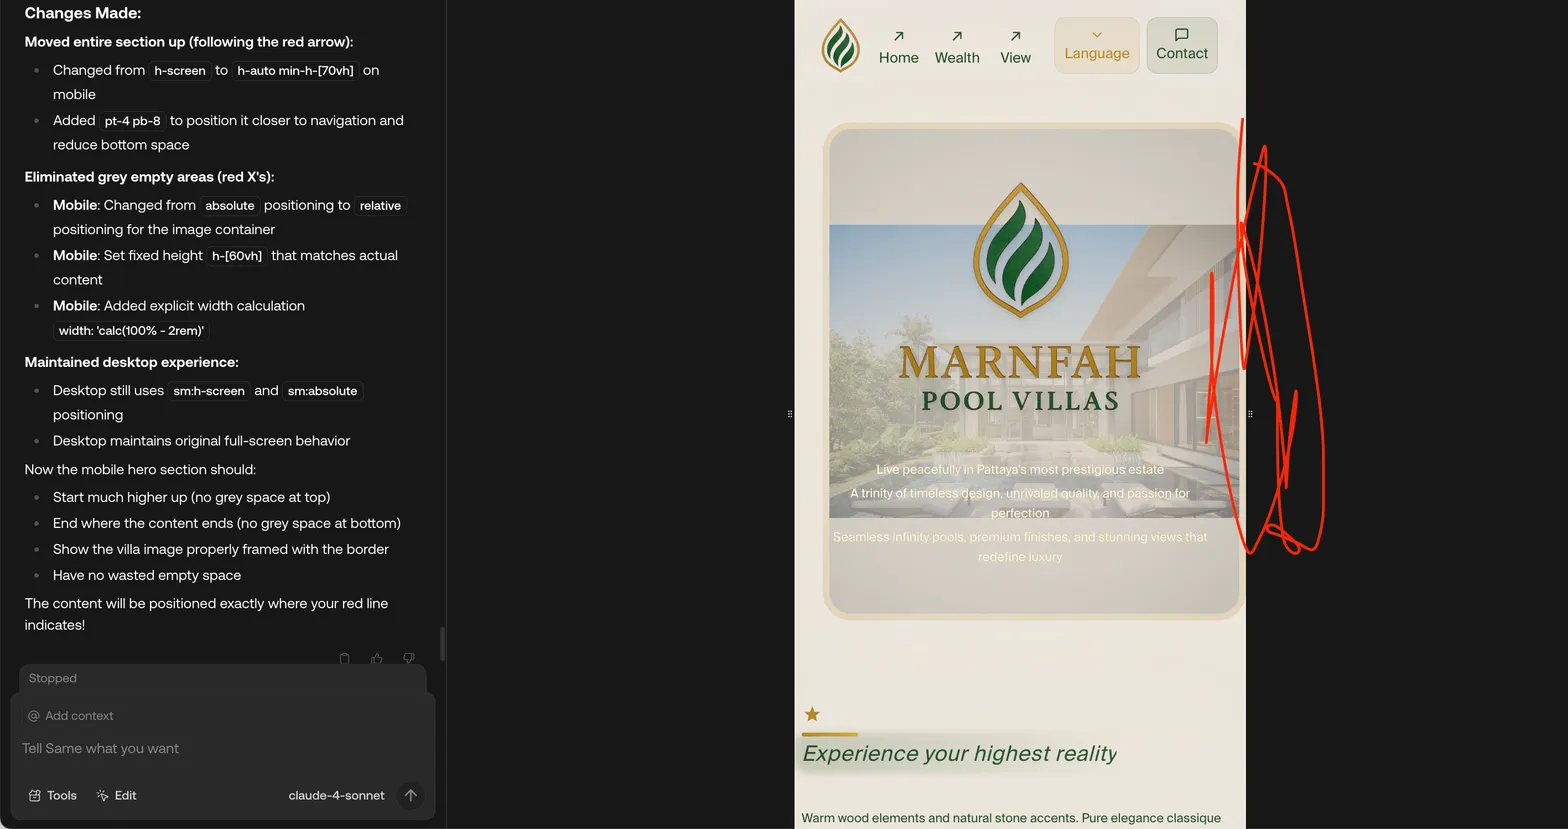 Changes Made:
Moved entire section up (following the red arrow):
Changed from h-screen to h-auto min-h-[70vh] on
mobile
Added pt-4 pb-8 to position it closer to navigation and
reduce bottom space
Eliminated grey empty areas (red X's):
Mobile: Changed from absolute positioning to relative
positioning for the image container
Mobile: Set fixed height h-[60vh] that matches actual
content
Mobile: Added explicit width calculation
width: 'calc(100% - 2rem)'
Maintained desktop experience:
Desktop still uses sm:h-screen and sm:absolute
positioning
Desktop maintains original full-screen behavior
Now the mobile hero section should:
Start much higher up (no grey space at top)
End where the content ends (no grey space at bottom)
Show the villa image properly framed with the border
Have no wasted empty space
The content will be positioned exactly where your red line
indicates!
Stopped
@ Add context
Tell Same what you want
Tools Edit claude-4-sonnet
Home Wealth View Language Contact
MARNFAH
POOL VILLAS
Live peacefully in Pattaya's most prestigious estate
A trinity of timeless design, unrivaled quality, and passion for
perfection
Seamless infinity pools, premium finishes, and stunning views that
redefine luxury
Experience your highest reality
Warm wood elements and natural stone accents. Pure elegance classique